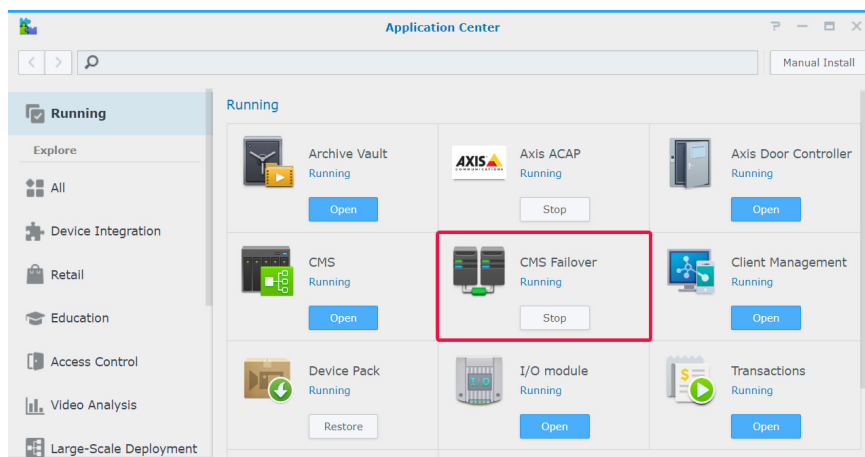 Application Center
Manual Install
Running
Explore
All
Device Integration
Retail
Education
Access Control
Video Analysis
Large-Scale Deployment
Running
Archive Vault
Running
Open
AXIS
COMMUNICATIONS
Axis ACAP
Running
Stop
Axis Door Controller
Running
Open
CMS
Running
Open
CMS Failover
Running
Stop
Client Management
Running
Open
Device Pack
Running
Restore
I/O
I/O module
Running
Open
$
Transactions
Running
Open